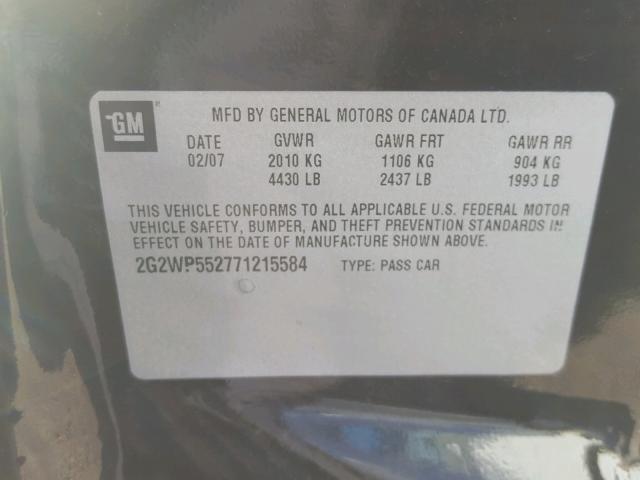 GM
MFD BY GENERAL MOTORS OF CANADA LTD.
DATE GVWR GAWR FRT GAWR RR
02/07 2010 KG 1106 KG 904 KG
4430 LB 2437 LB 1993 LB
THIS VEHICLE CONFORMS TO ALL APPLICABLE U.S. FEDERAL MOTOR
VEHICLE SAFETY, BUMPER, AND THEFT PREVENTION STANDARDS IN
EFFECT ON THE DATE OF MANUFACTURE SHOWN ABOVE.
2G2WP552771215584 TYPE: PASS CAR